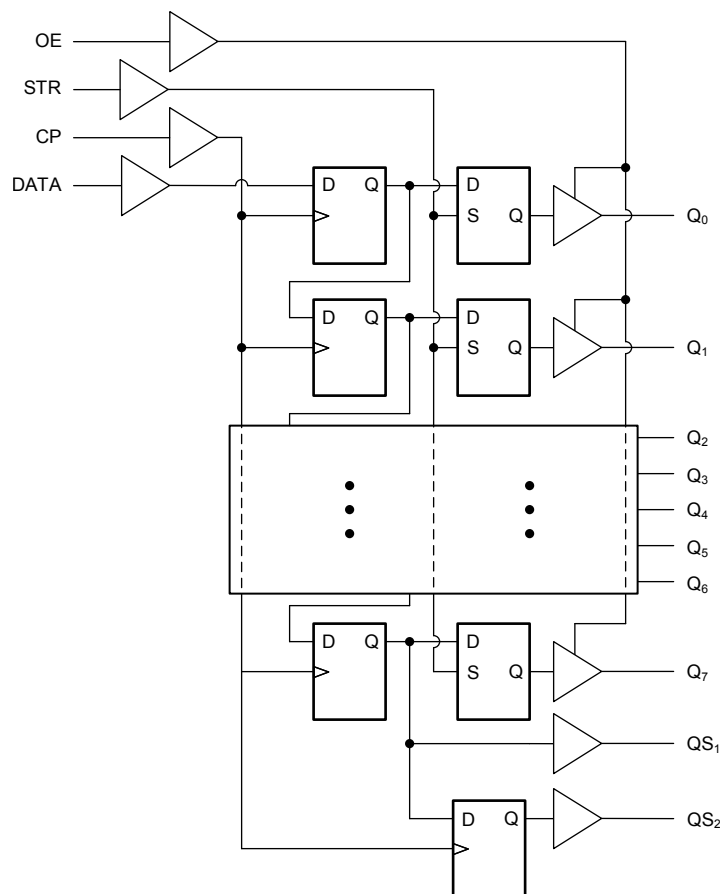 OE
STR
CP
DATA
D Q D
S Q Q₀
D Q D
S Q Q₁
Q₂
Q₃
Q₄
Q₅
Q₆
D Q D
S Q Q₇
QS₁
D Q QS₂